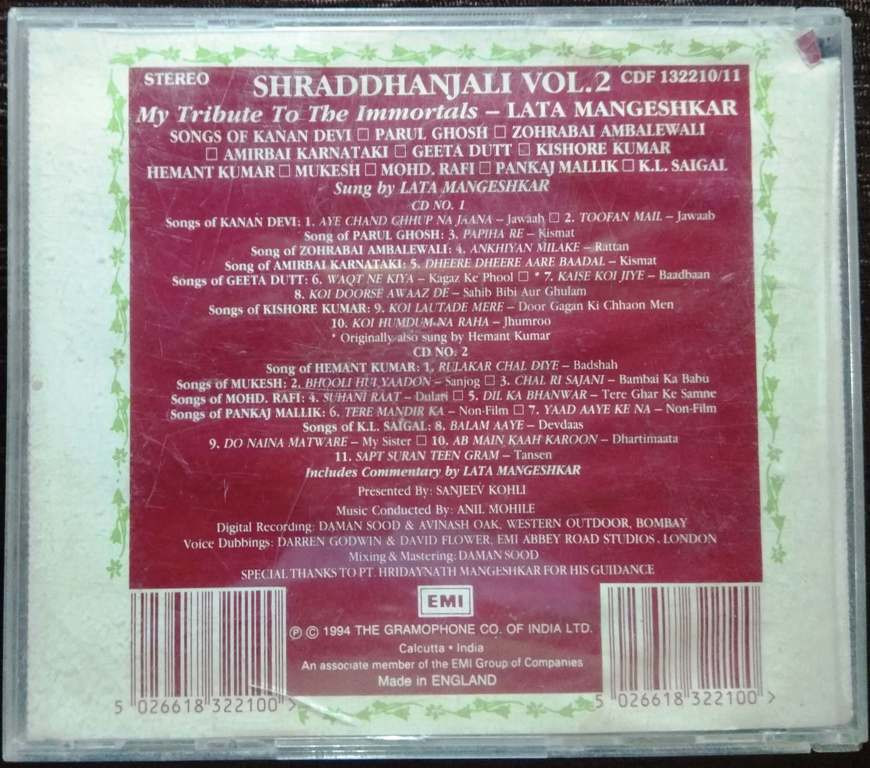 STEREO SHRADDHANJALI VOL.2 CDF 132210/11
My Tribute To The Immortals – LATA MANGESHKAR
SONGS OF KANAN DEVI □ PARUL GHOSH □ ZOHRABAI AMBALEWALI
□ AMIRBAI KARNATAKI □ GEETA DUTT □ KISHORE KUMAR
HEMANT KUMAR □ MUKESH □ MOHD. RAFI □ PANKAJ MALLIK □ K.L. SAIGAL
Sung by LATA MANGESHKAR
CD NO. 1
Songs of KANAN DEVI: 1. AYE CHAND CHHUP NA JAANA – Jawaab □ 2. TOOFAN MAIL – Jawaab
Song of PARUL GHOSH: 3. PAPIHA RE – Kismat
Song of ZOHRABAI AMBALEWALI: 4. ANKHIYAN MILAKE – Rattan
Song of AMIRBAI KARNATAKI: 5. DHEERE DHEERE AARE BAADAL – Kismat
Songs of GEETA DUTT: 6. WAQT NE KIYA – Kagaz Ke Phool □ * 7. KAISE KOI JIYE – Baadbaan
8. KOI DOORSE AWAAZ DE – Sahib Bibi Aur Ghulam
Songs of KISHORE KUMAR: 9. KOI LAUTADE MERE – Door Gagan Ki Chhaon Men
10. KOI HUMDUM NA RAHA – Jhumroo
* Originally also sung by Hemant Kumar
CD NO. 2
Song of HEMANT KUMAR: 1. RULAKAR CHAL DIYE – Badshah
Songs of MUKESH: 2. BHOOLI HUI YAADON – Sanjog □ 3. CHAL RI SAJANI – Bambai Ka Babu
Songs of MOHD. RAFI: 4. SUHANI RAAT – Dulari □ 5. DIL KA BHANWAR – Tere Ghar Ke Samne
Songs of PANKAJ MALLIK: 6. TERE MANDIR KA – Non-Film □ 7. YAAD AAYE KE NA – Non-Film
Songs of K.L. SAIGAL: 8. BALAM AAYE – Devdaas
9. DO NAINA MATWARE – My Sister □ 10. AB MAIN KAAH KAROON – Dhartimaata
11. SAPT SURAN TEEN GRAM – Tansen
Includes Commentary by LATA MANGESHKAR
Presented By: SANJEEV KOHLI
Music Conducted By: ANIL MOHILE
Digital Recording: DAMAN SOOD & AVINASH OAK, WESTERN OUTDOOR, BOMBAY
Voice Dubbings: DARREN GODWIN & DAVID FLOWER, EMI ABBEY ROAD STUDIOS, LONDON
Mixing & Mastering: DAMAN SOOD
SPECIAL THANKS TO PT. HRIDAYNATH MANGESHKAR FOR HIS GUIDANCE
EMI
℗ © 1994 THE GRAMOPHONE CO. OF INDIA LTD.
Calcutta • India
An associate member of the EMI Group of Companies
Made in ENGLAND
5 026618 322100 >
5 026618 322100 >